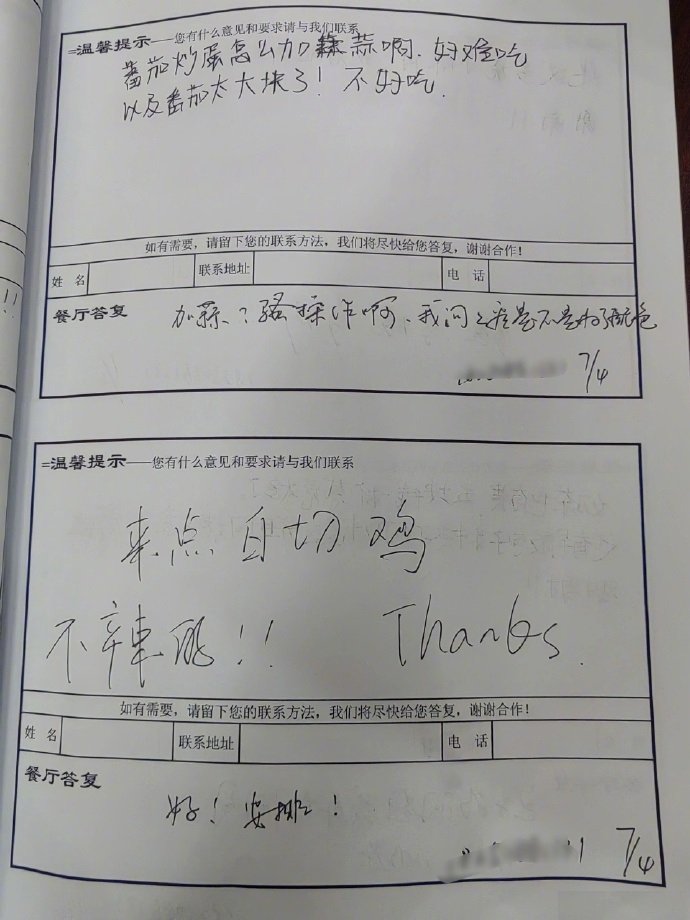 =温馨提示——您有什么意见和要求请与我们联系
番茄炒蛋怎么加蒜啊.好难吃
以及番茄太大块了!不好吃.
如有需要，请留下您的联系方法，我们将尽快给您答复，谢谢合作!
姓 名 联系地址 电 话
餐厅答复
加蒜?骚操作啊、我问之后是不是为了配色
7/4
=温馨提示——您有什么意见和要求请与我们联系
来点白切鸡
不辣的!! Thanks.
如有需要，请留下您的联系方法，我们将尽快给您答复，谢谢合作!
姓 名 联系地址 电 话
餐厅答复
好!安排!
7/4